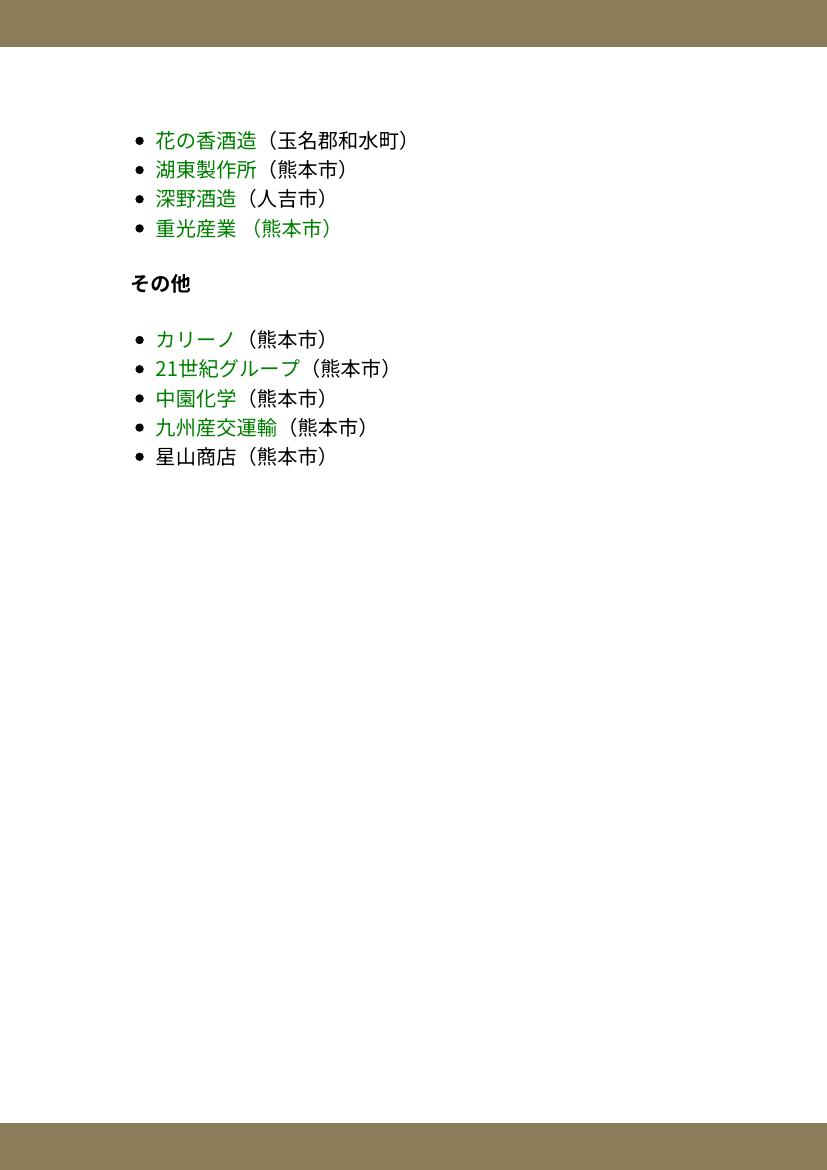 花の香酒造（玉名郡和水町）
湖東製作所（熊本市）
深野酒造（人吉市）
重光産業 （熊本市）
その他
カリーノ（熊本市）
21世紀グループ（熊本市）
中園化学（熊本市）
九州産交運輸（熊本市）
星山商店（熊本市）